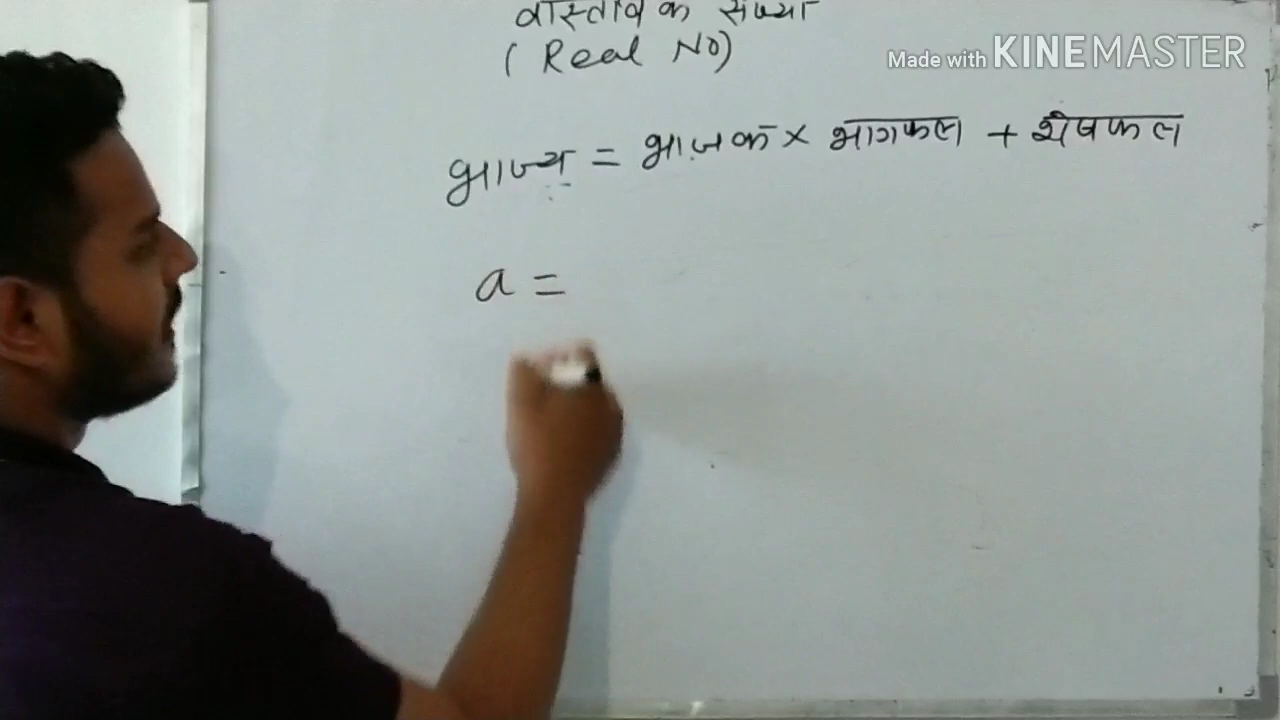 वास्तविक संख्या
(Real No)
Made with KINEMASTER
भाज्य = भाजक × भागफल + शेषफल
a =